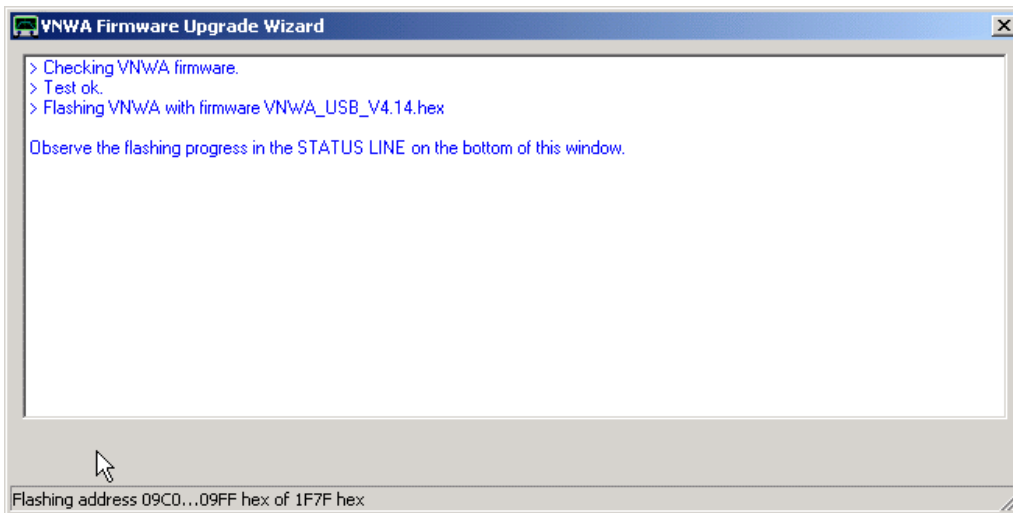 VNWA Firmware Upgrade Wizard
> Checking VNWA firmware.
> Test ok.
> Flashing VNWA with firmware VNWA_USB_V4.14.hex
Observe the flashing progress in the STATUS LINE on the bottom of this window.
Flashing address 09C0...09FF hex of 1F7F hex